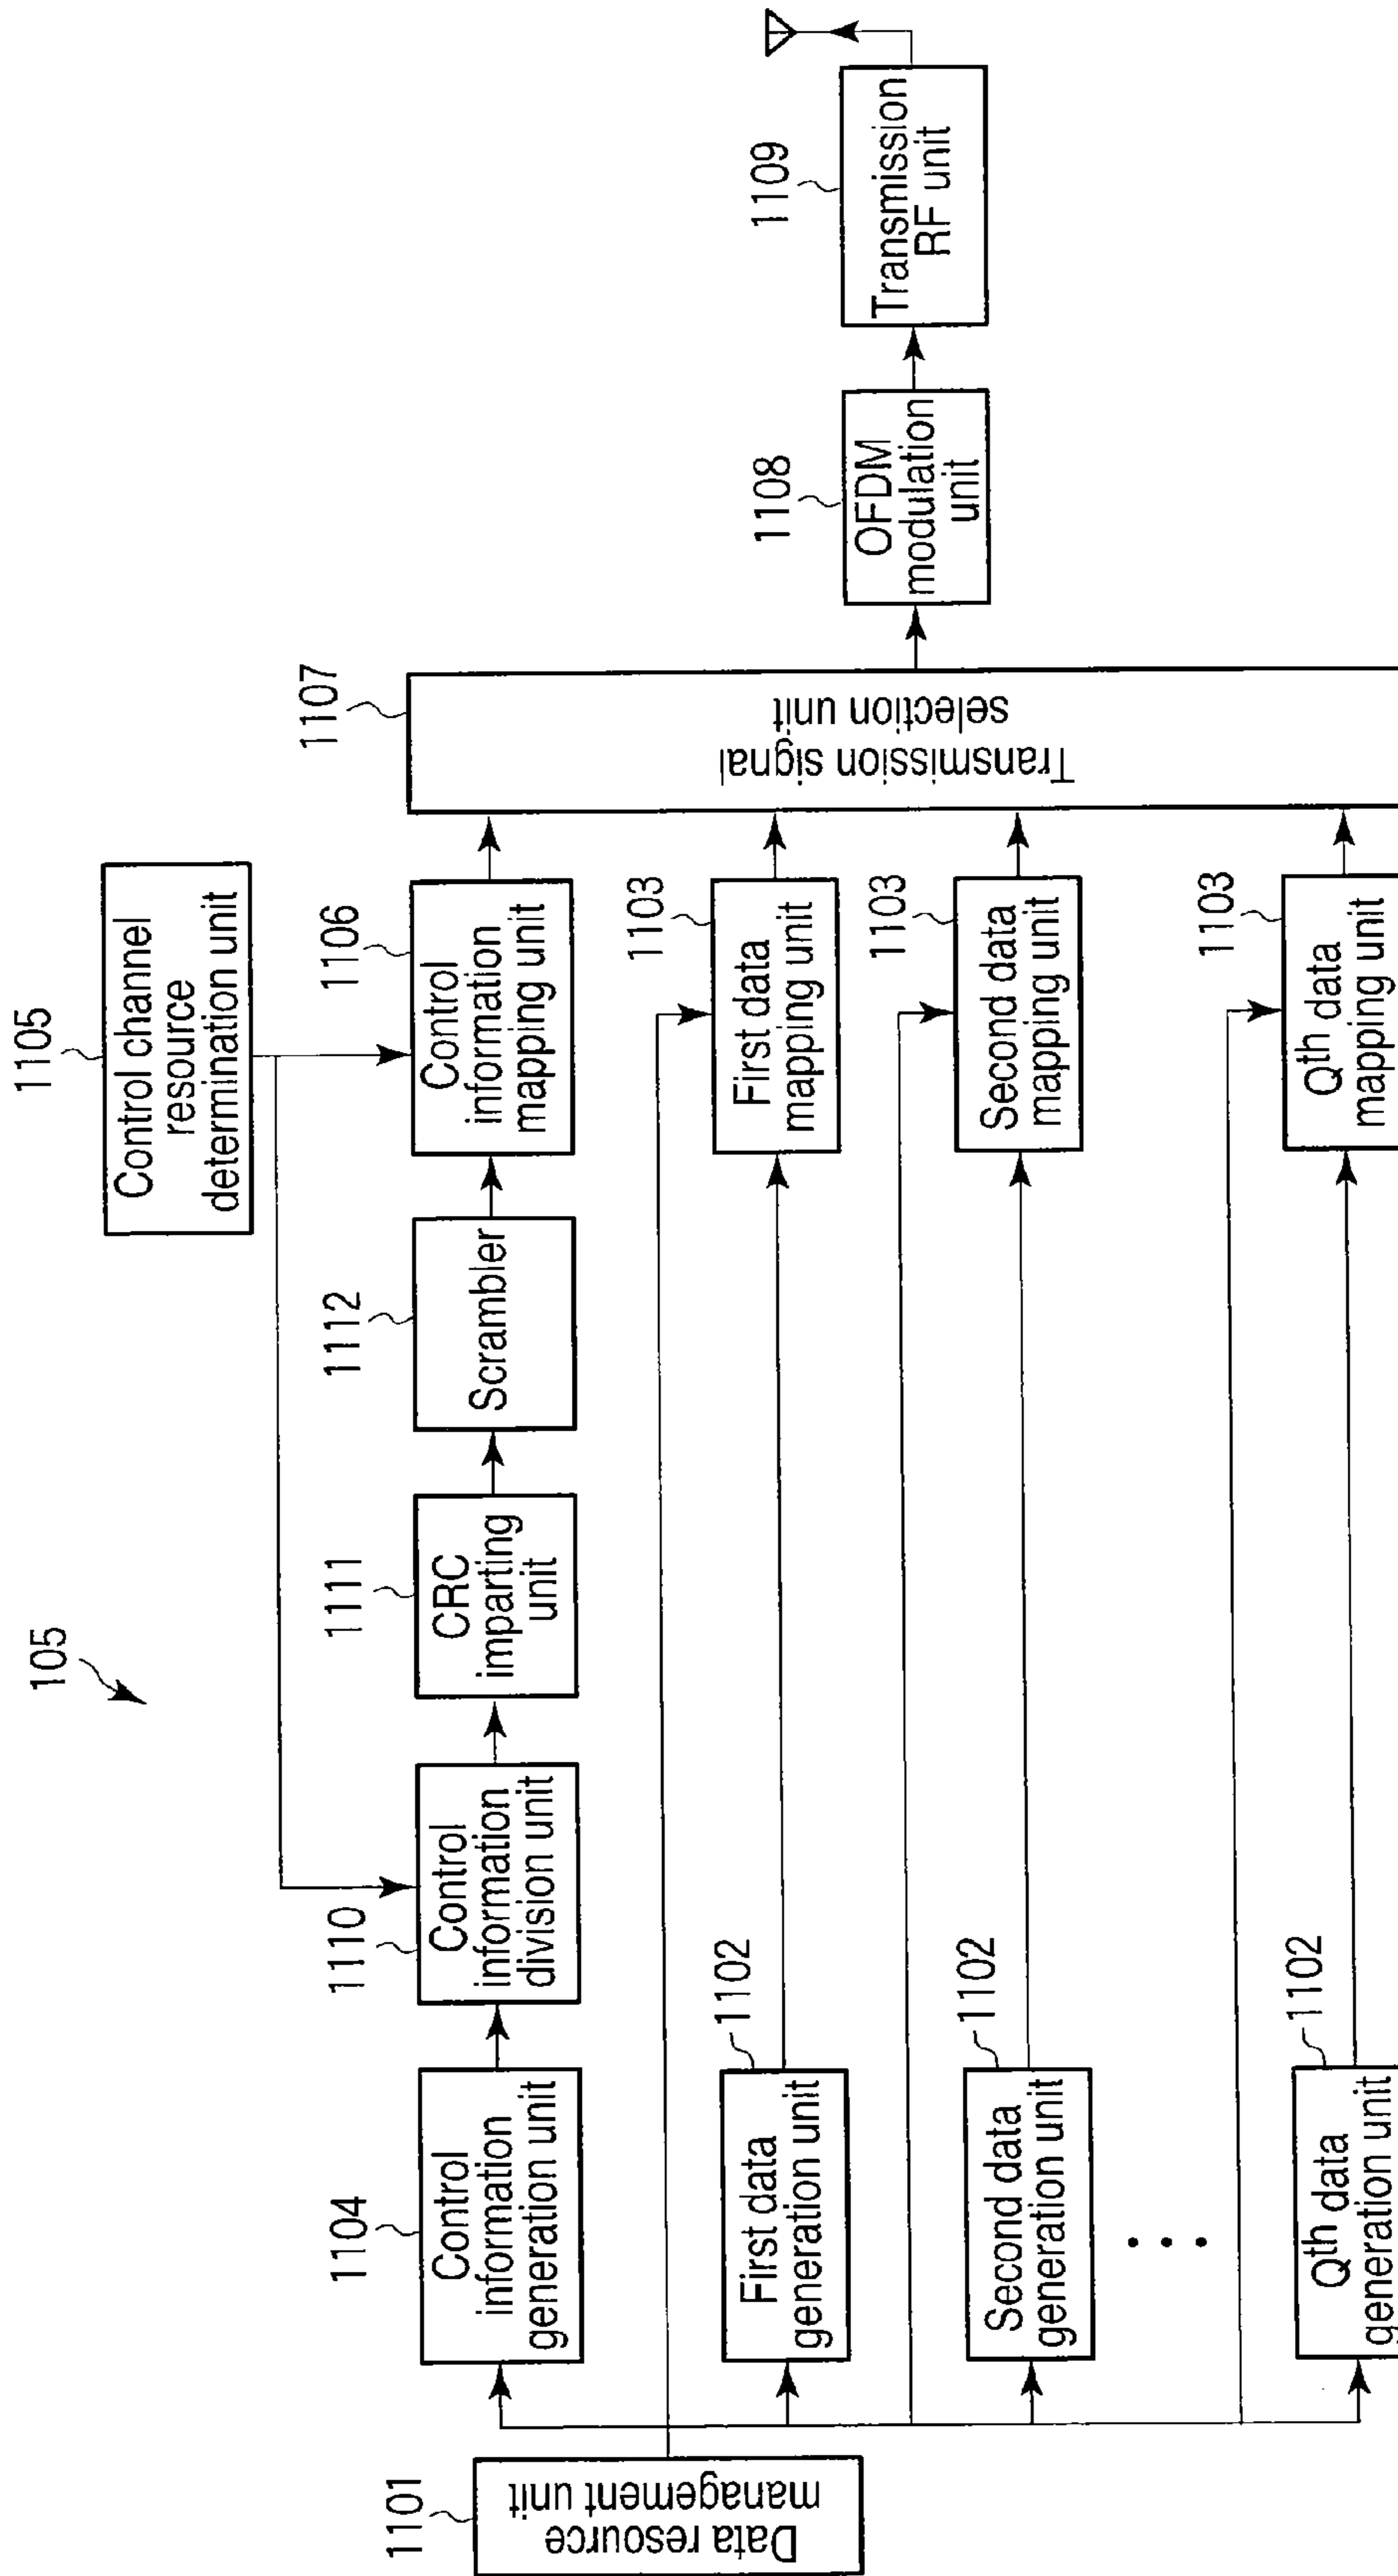 105
1105
Control channel
resource
determination unit
1101
Data resource
management unit
1104
Control
information
generation unit
1110
Control
information
division unit
1111
CRC
imparting
unit
1112
Scrambler
1106
Control
information
mapping unit
1107
Transmission signal
selection unit
1108
OFDM
modulation
unit
1109
Transmission
RF unit
1102
First data
generation unit
1103
First data
mapping unit
1102
Second data
generation unit
1103
Second data
mapping unit
...
1102
Qth data
generation unit
1103
Qth data
mapping unit